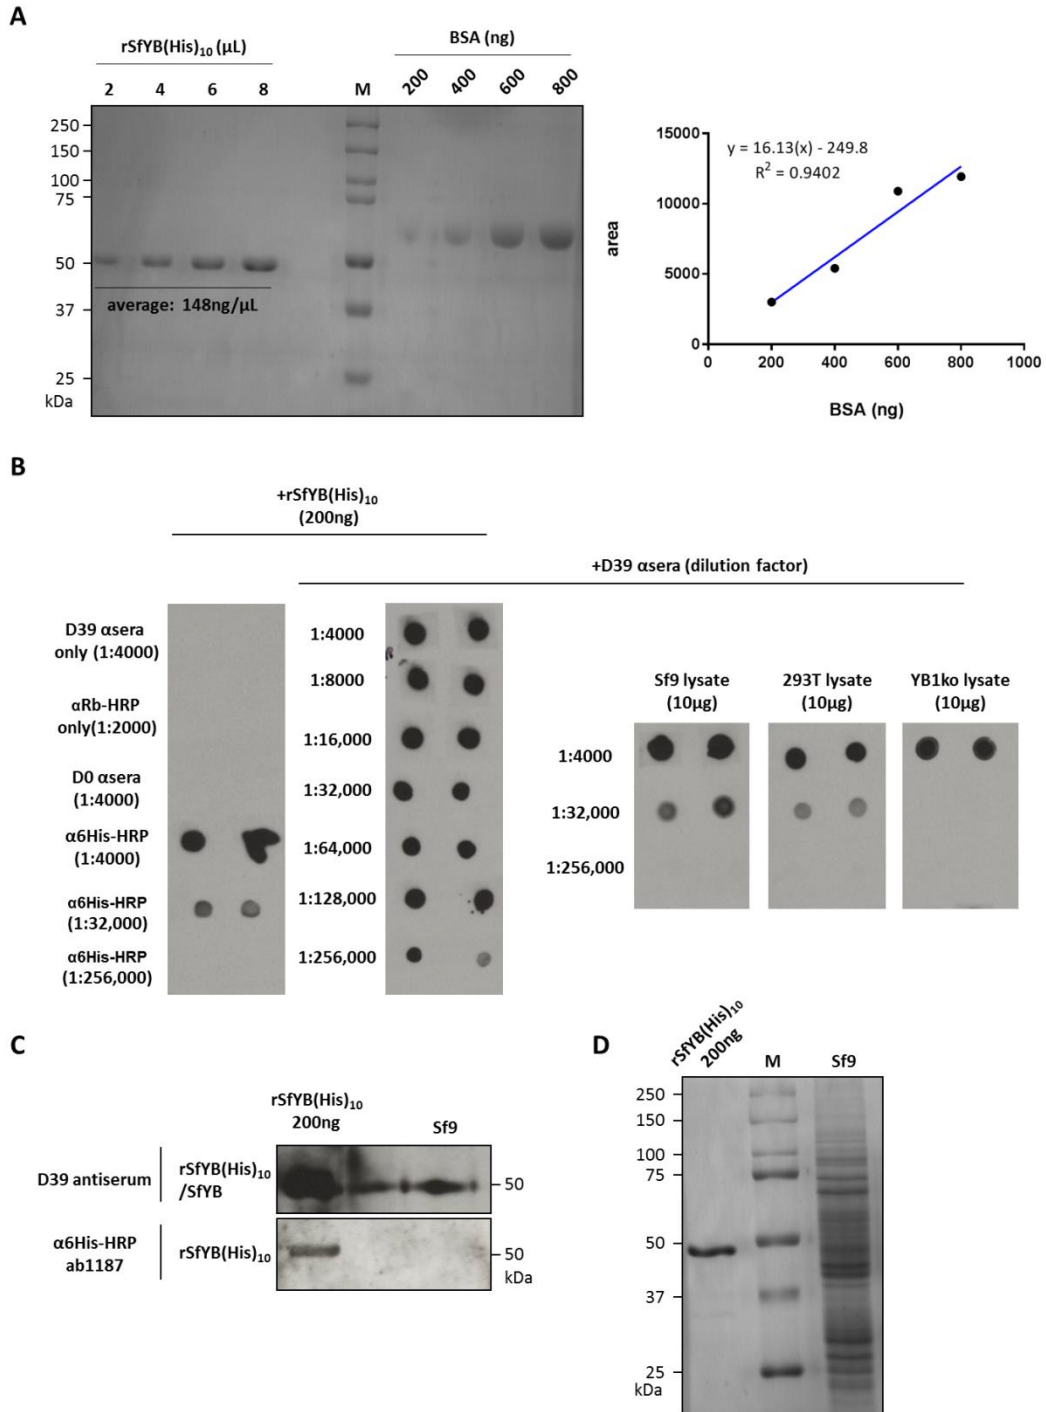 A
rSfYB(His)10 (µL)
BSA (ng)
2 4 6 8 M 200 400 600 800
250
150
100
75
50
37
25
kDa
average: 148ng/µL
y = 16.13(x) - 249.8
R2 = 0.9402
15000
10000
5000
0
area
0 200 400 600 800 1000
BSA (ng)
B
+rSfYB(His)10
(200ng)
+D39 αsera (dilution factor)
D39 αsera
only (1:4000)
αRb-HRP
only(1:2000)
D0 αsera
(1:4000)
α6His-HRP
(1:4000)
α6His-HRP
(1:32,000)
α6His-HRP
(1:256,000)
1:4000
1:8000
1:16,000
1:32,000
1:64,000
1:128,000
1:256,000
Sf9 lysate
(10µg)
293T lysate
(10µg)
YB1ko lysate
(10µg)
1:4000
1:32,000
1:256,000
C
rSfYB(His)10
200ng
Sf9
D39 antiserum
rSfYB(His)10
/SfYB
50
α6His-HRP
ab1187
rSfYB(His)10
50
kDa
D
rSfYB(His)10
200ng
M
Sf9
250
150
100
75
50
37
25
kDa